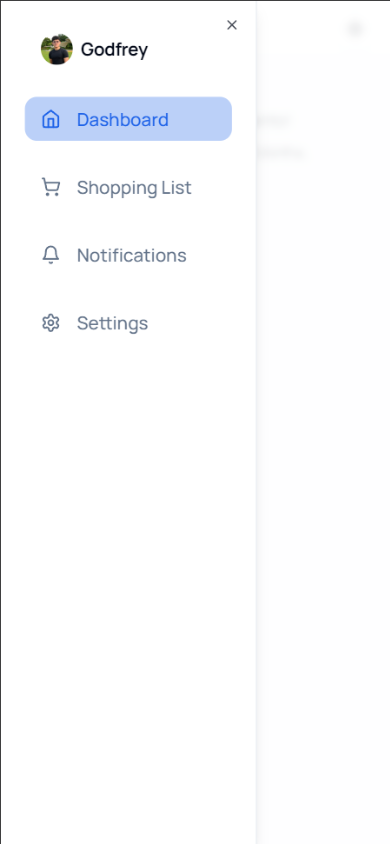 Godfrey
Dashboard
Shopping List
Notifications
Settings